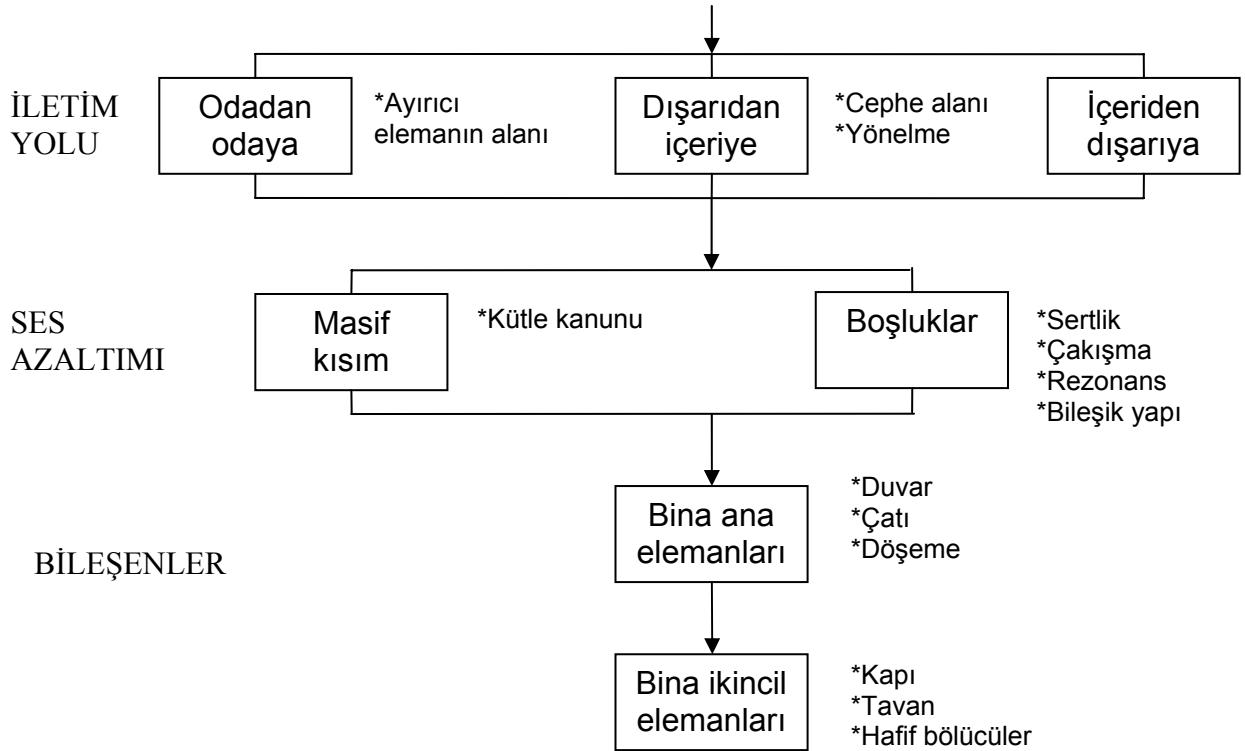 İLETİM
YOLU
Odadan
odaya
*Ayırıcı
elemanın alanı
Dışarıdan
içeriye
*Cephe alanı
*Yönelme
İçeriden
dışarıya
SES
AZALTIMI
Masif
kısım
*Kütle kanunu
Boşluklar
*Sertlik
*Çakışma
*Rezonans
*Bileşik yapı
BİLEŞENLER
Bina ana
elemanları
*Duvar
*Çatı
*Döşeme
Bina ikincil
elemanları
*Kapı
*Tavan
*Hafif bölücüler